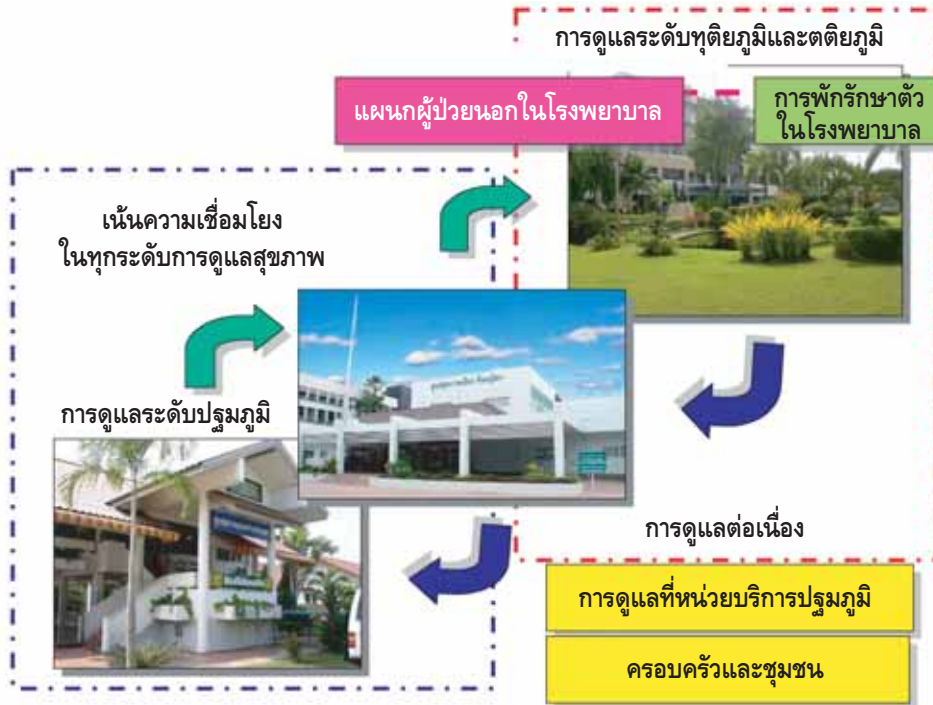 การดูแลระดับทุติยภูมิและตติยภูมิ
แผนกผู้ป่วยนอกในโรงพยาบาล
การพักรักษาตัว
ในโรงพยาบาล
เน้นความเชื่อมโยง
ในทุกระดับการดูแลสุขภาพ
การดูแลระดับปฐมภูมิ
การดูแลต่อเนื่อง
การดูแลที่หน่วยบริการปฐมภูมิ
ครอบครัวและชุมชน